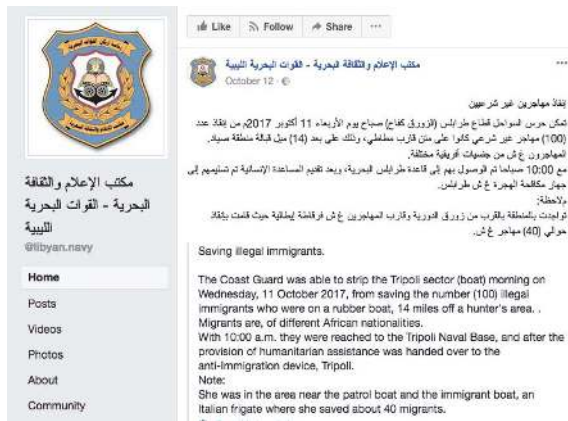 Like Follow Share ...
مكتب الإعلام والثقافة البحرية - القوات البحرية الليبية
October 12
إنقاذ مهاجرين غير شرعيين
تمكن حرس السواحل قطاع طرابلس (الزورق كفاح) صباح يوم الأربعاء 11 أكتوبر 2017م من إنقاذ عدد
(100) مهاجر غير شرعي كانوا على متن قارب مطاطي، وذلك على بعد (14) ميل قبالة منطقة صياد.
المهاجرون غ ش من جنسيات أفريقية مختلفة.
مع 10:00 صباحا تم الوصول بهم إلى قاعدة طرابلس البحرية، وبعد تقديم المساعدة الإنسانية تم تسليمهم إلى
جهاز مكافحة الهجرة غ ش طرابلس.
ملاحظة:
تواجدت بالمنطقة بالقرب من زورق الدورية وقارب المهاجرين غ ش فرقاطة إيطالية حيث قامت بإنقاذ
حوالي (40) مهاجر غ ش.
Saving illegal immigrants.
The Coast Guard was able to strip the Tripoli sector (boat) morning on
Wednesday, 11 October 2017, from saving the number (100) illegal
immigrants who were on a rubber boat, 14 miles off a hunter's area. .
Migrants are, of different African nationalities.
With 10:00 a.m. they were reached to the Tripoli Naval Base, and after the
provision of humanitarian assistance was handed over to the
anti-immigration device, Tripoli.
Note:
She was in the area near the patrol boat and the immigrant boat, an
Italian frigate where she saved about 40 migrants.
مكتب الإعلام والثقافة
البحرية - القوات البحرية
الليبية
@libyan.navy
Home
Posts
Videos
Photos
About
Community